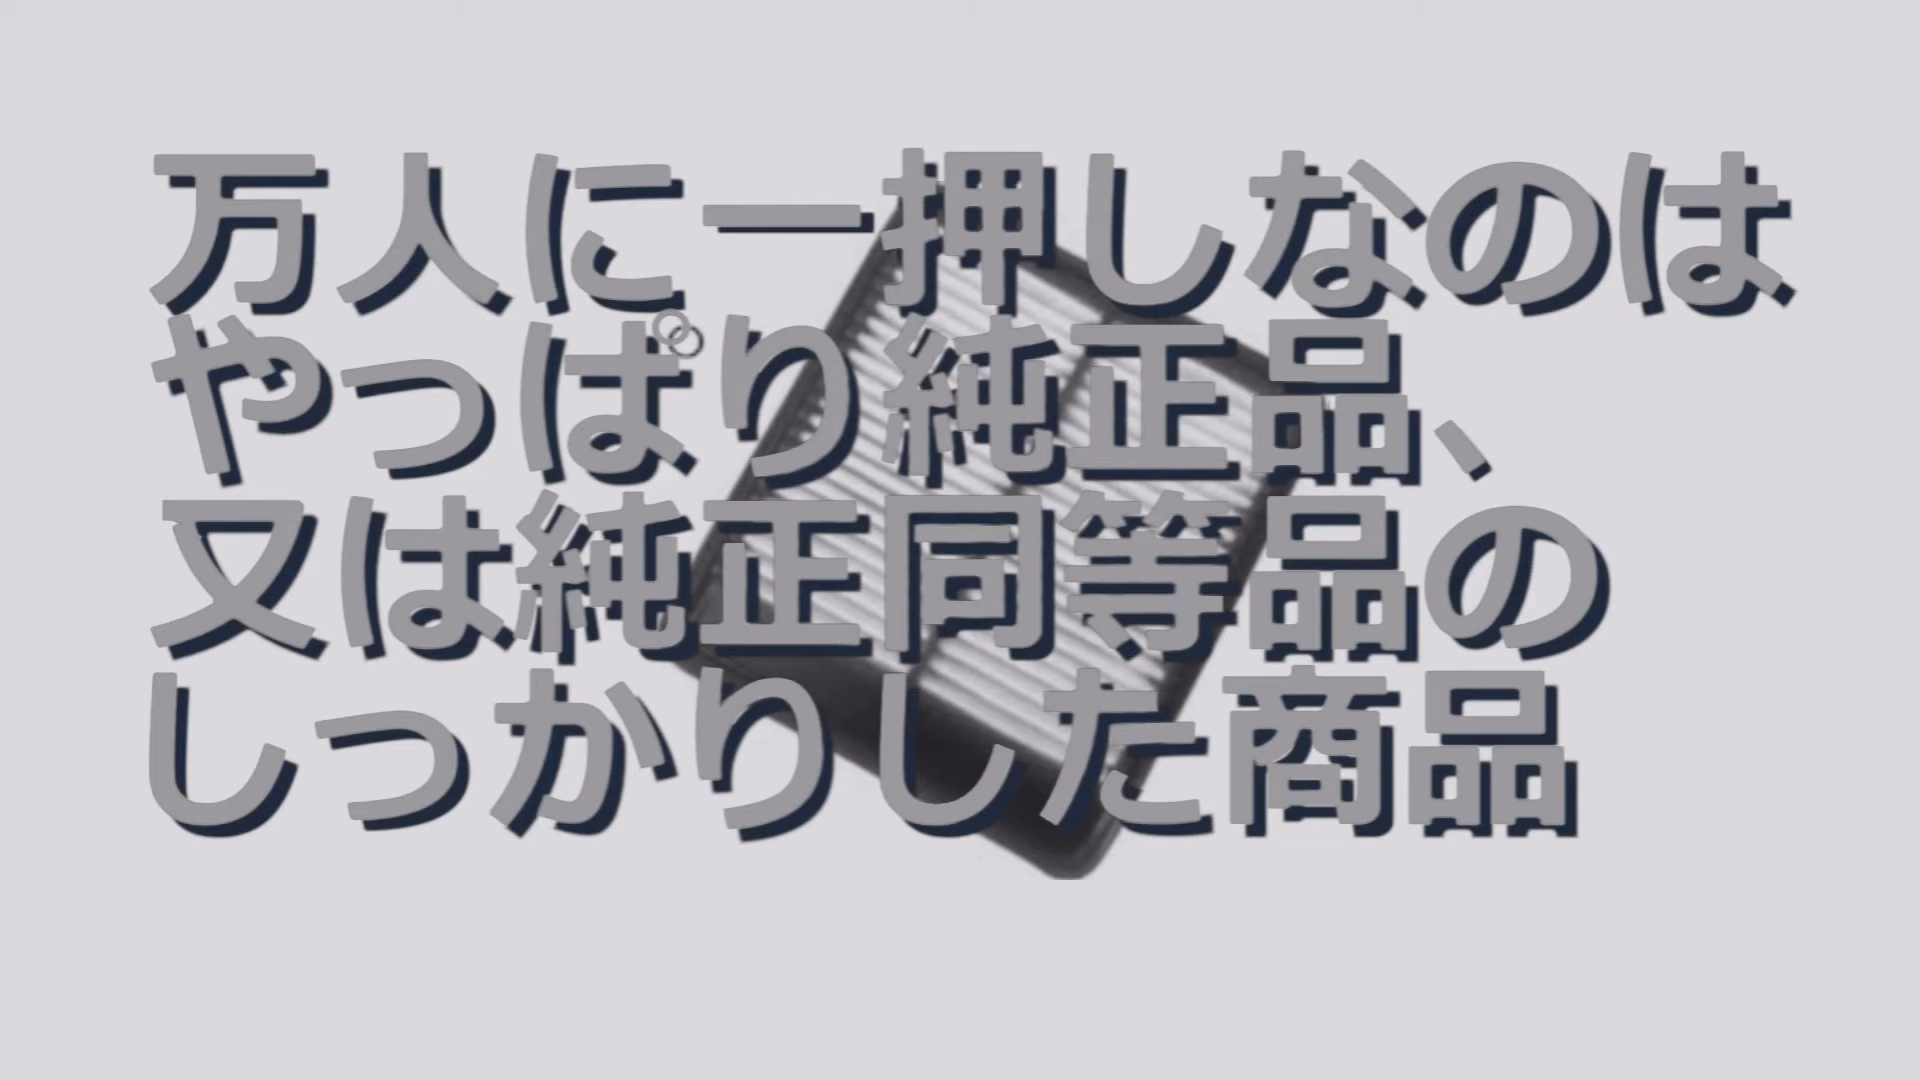 万人に一押しなのは
やっぱり純正品、
又は純正同等品の
しっかりした商品